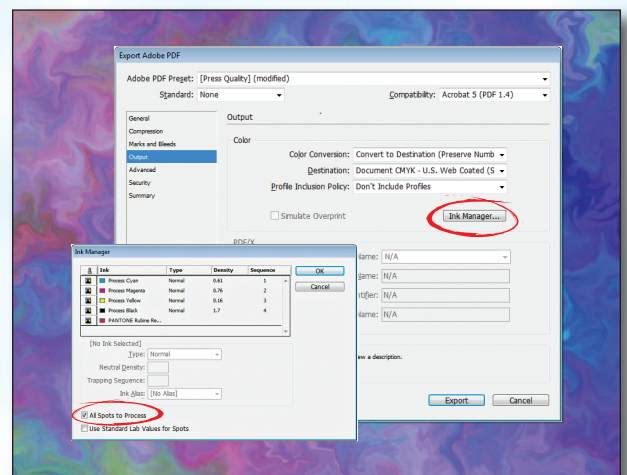 Export Adobe PDF
Adobe PDF Preset: [Press Quality] (modified)
Standard: None Compatibility: Acrobat 5 (PDF 1.4)
General
Compression
Marks and Bleeds
Output
Advanced
Security
Summary
Output
Color
Color Conversion: Convert to Destination (Preserve Numb
Destination: Document CMYK - U.S. Web Coated (S
Profile Inclusion Policy: Don't Include Profiles
Simulate Overprint Ink Manager...
PDF/X
Name: N/A
Name: N/A
ntifier: N/A
Name: N/A
ew a description.
Export Cancel
Ink Manager
Ink Type Density Sequence
Process Cyan Normal 0.61 1
Process Magenta Normal 0.76 2
Process Yellow Normal 0.16 3
Process Black Normal 1.7 4
PANTONE Rubine Re...
OK
Cancel
[No Ink Selected]
Type: Normal
Neutral Density:
Trapping Sequence:
Ink Alias: [No Alias]
All Spots to Process
Use Standard Lab Values for Spots